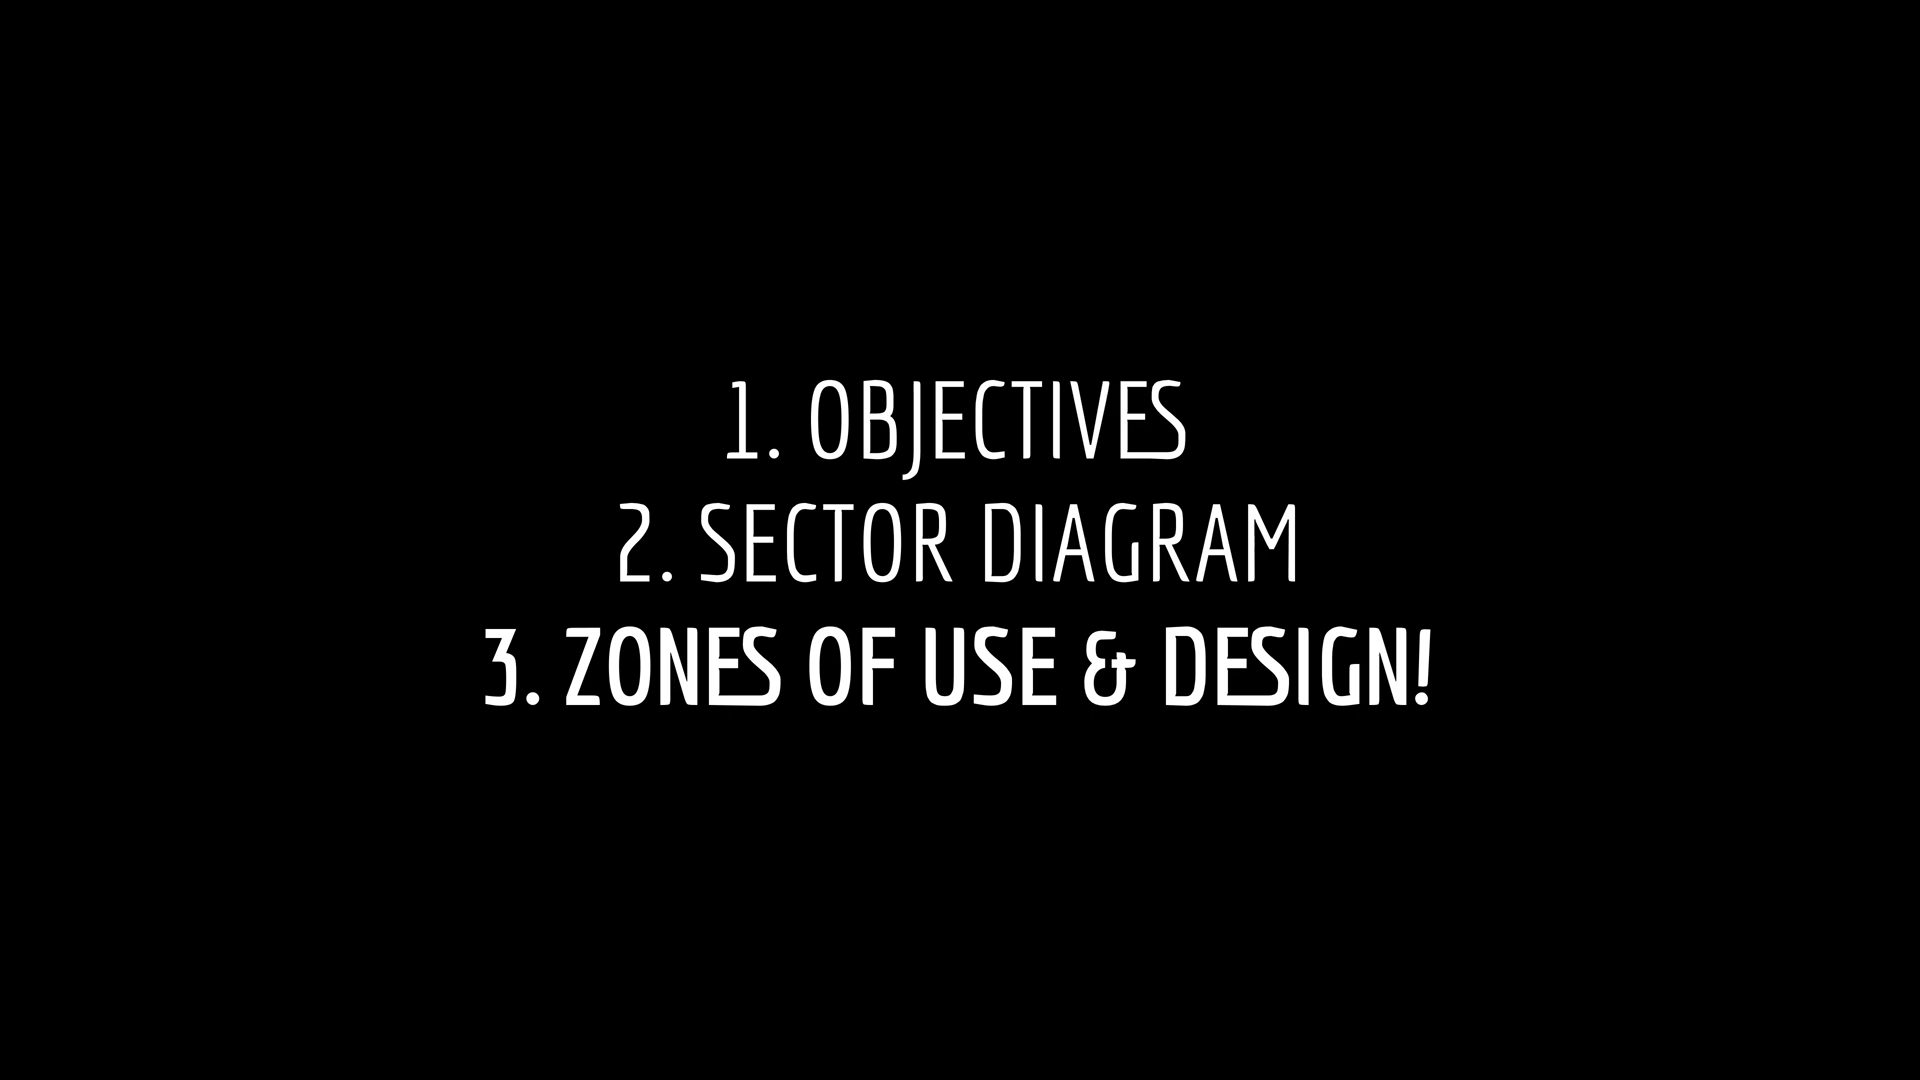 1. OBJECTIVES
2. SECTOR DIAGRAM
3. ZONES OF USE & DESIGN!